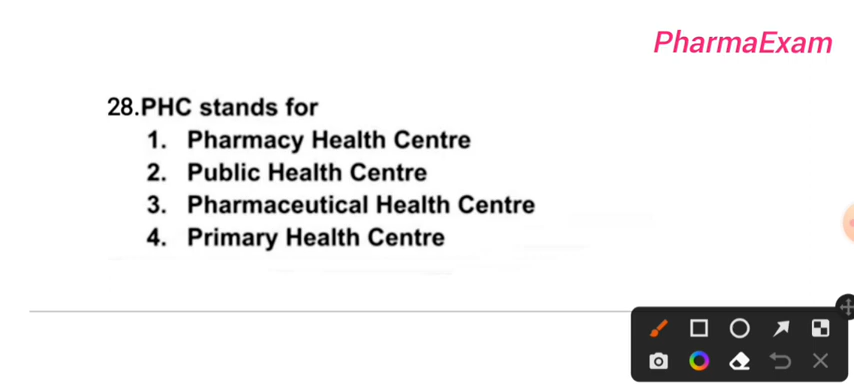 PharmaExam
28.PHC stands for
1. Pharmacy Health Centre
2. Public Health Centre
3. Pharmaceutical Health Centre
4. Primary Health Centre